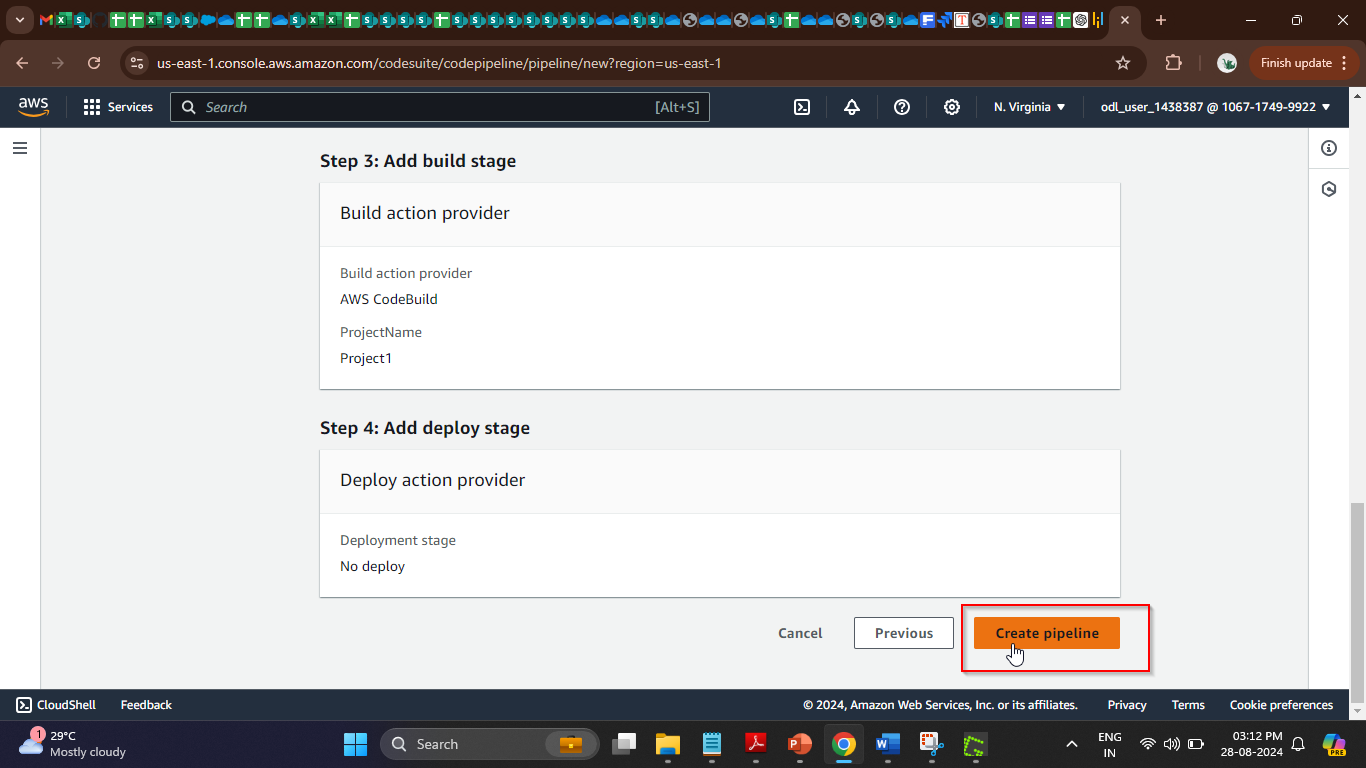 us-east-1.console.aws.amazon.com/codesuite/codepipeline/pipeline/new?region=us-east-1
Finish update
aws
Services
Search
[Alt+S]
N. Virginia
odl_user_1438387 @ 1067-1749-9922
Step 3: Add build stage
Build action provider
Build action provider
AWS CodeBuild
ProjectName
Project1
Step 4: Add deploy stage
Deploy action provider
Deployment stage
No deploy
Cancel
Previous
Create pipeline
CloudShell
Feedback
© 2024, Amazon Web Services, Inc. or its affiliates.
Privacy
Terms
Cookie preferences
1
29°C
Mostly cloudy
Search
ENG
IN
03:12 PM
28-08-2024
PRE